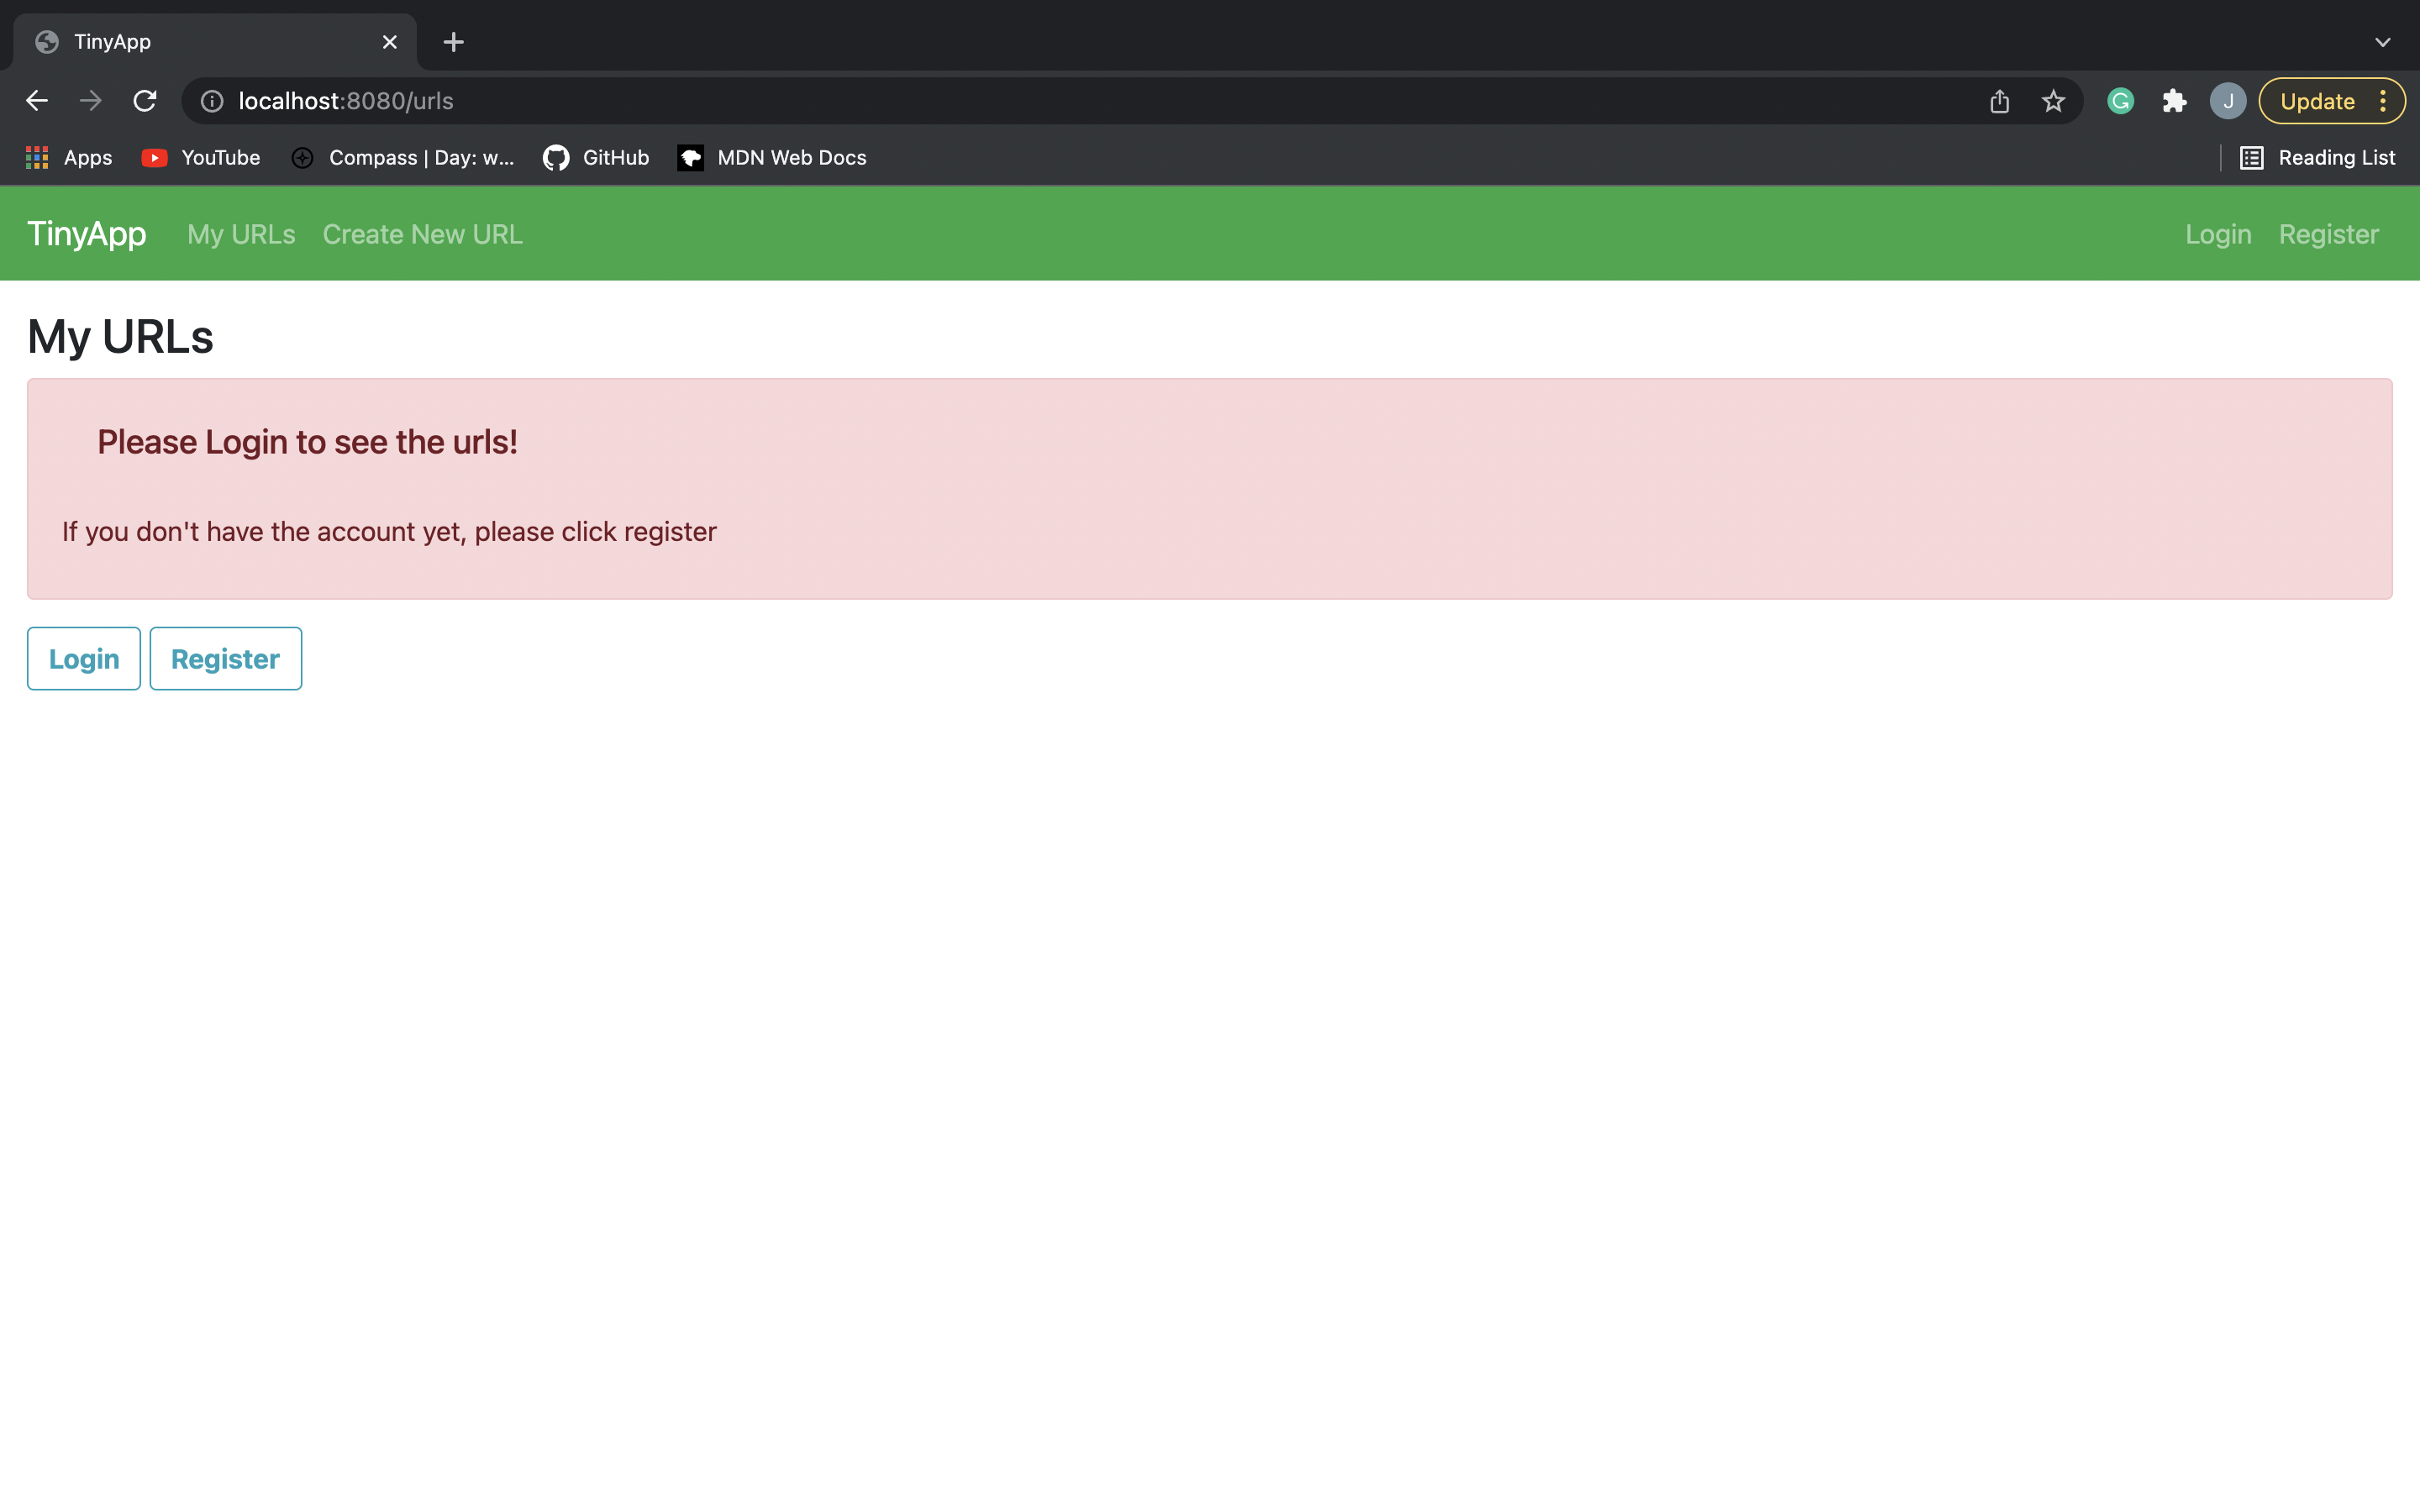 TinyApp
localhost:8080/urls
J
Update
Apps YouTube Compass | Day: w... GitHub MDN Web Docs Reading List
TinyApp My URLs Create New URL Login Register
My URLs
Please Login to see the urls!
If you don't have the account yet, please click register
Login Register